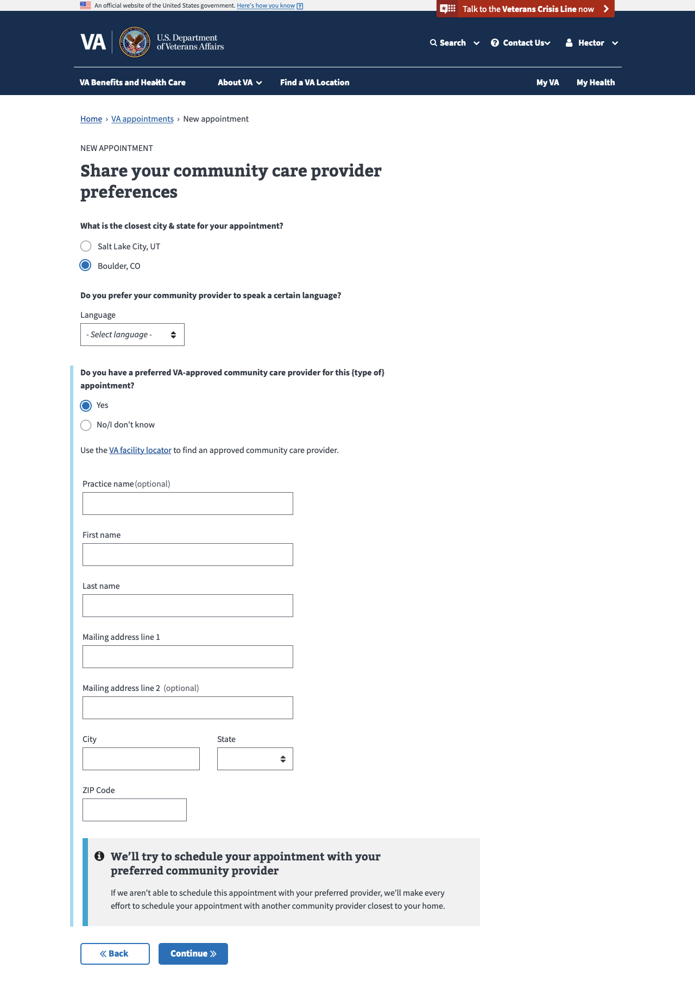 An official website of the United States government. Here's how you know
Talk to the Veterans Crisis Line now
VA
U.S. Department
of Veterans Affairs
Search
Contact Us
Hector
VA Benefits and Health Care
About VA
Find a VA Location
My VA
My Health
Home › VA appointments › New appointment
NEW APPOINTMENT
Share your community care provider
preferences
What is the closest city & state for your appointment?
Salt Lake City, UT
Boulder, CO
Do you prefer your community provider to speak a certain language?
Language
- Select language -
Do you have a preferred VA-approved community care provider for this {type of}
appointment?
Yes
No/I don’t know
Use the VA facility locator to find an approved community care provider.
Practice name (optional)
First name
Last name
Mailing address line 1
Mailing address line 2 (optional)
City
State
ZIP Code
We’ll try to schedule your appointment with your
preferred community provider
If we aren’t able to schedule this appointment with your preferred provider, we’ll make every
effort to schedule your appointment with another community provider closest to your home.
Back
Continue